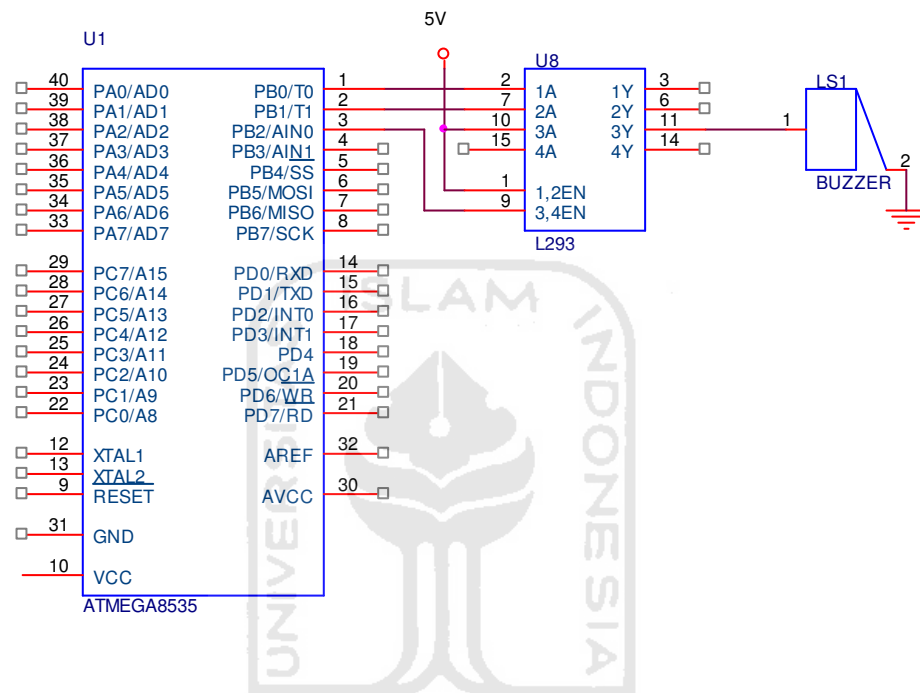 5V
U1
U8
LS1
40 PA0/AD0 PB0/T0 1
39 PA1/AD1 PB1/T1 2
38 PA2/AD2 PB2/AIN0 3
37 PA3/AD3 PB3/AIN1 4
36 PA4/AD4 PB4/SS 5
35 PA5/AD5 PB5/MOSI 6
34 PA6/AD6 PB6/MISO 7
33 PA7/AD7 PB7/SCK 8
29 PC7/A15 PD0/RXD 14
28 PC6/A14 PD1/TXD 15
27 PC5/A13 PD2/INT0 16
26 PC4/A12 PD3/INT1 17
25 PC3/A11 PD4 18
24 PC2/A10 PD5/OC1A 19
23 PC1/A9 PD6/WR 20
22 PC0/A8 PD7/RD 21
12 XTAL1 AREF 32
13 XTAL2
9 RESET AVCC 30
31 GND
10 VCC
ATMEGA8535
2 1A 1Y 3
7 2A 2Y 6
10 3A 3Y 11
15 4A 4Y 14
1 1,2EN
9 3,4EN
L293
1
2
BUZZER
UNIVERSITAS ISLAM INDONESIA